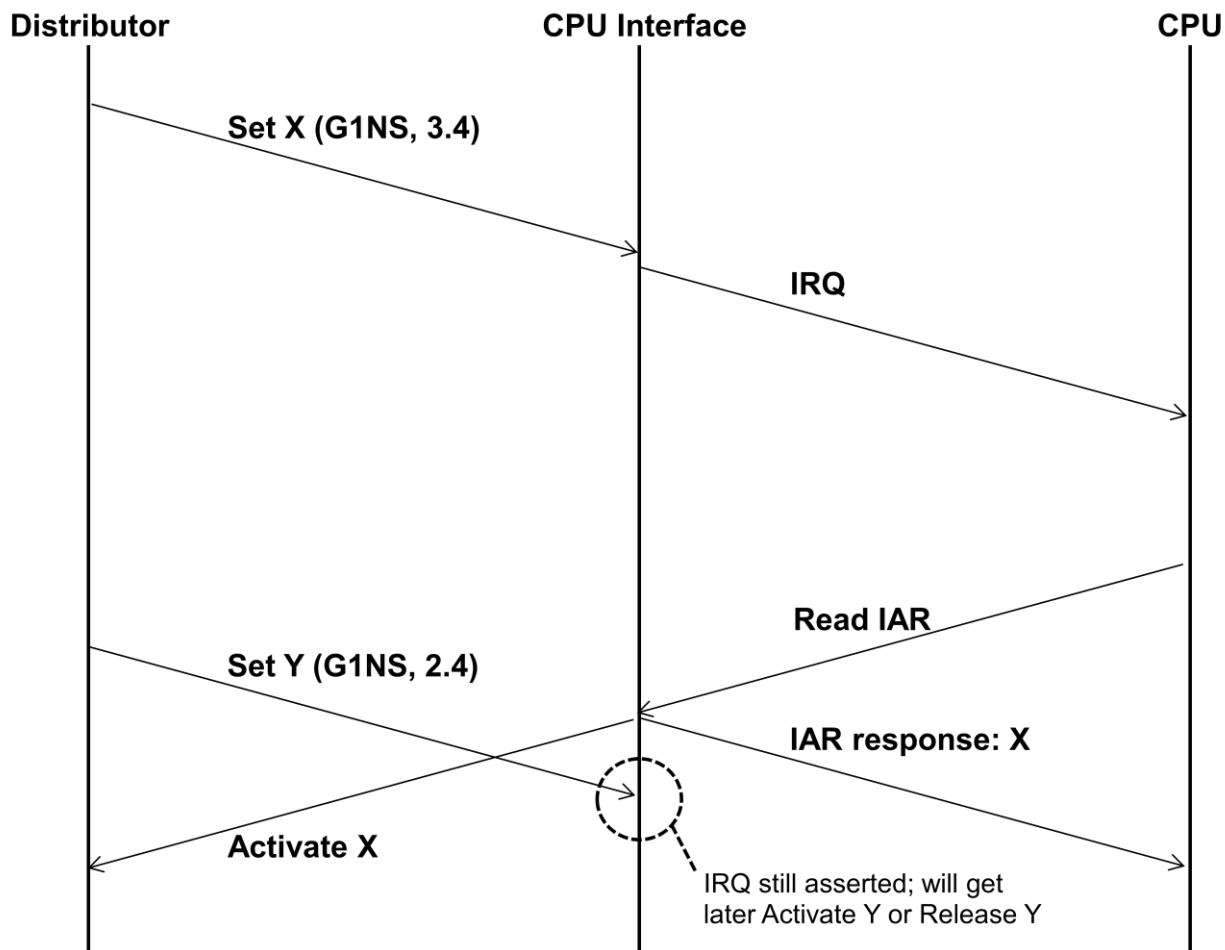 Distributor
CPU Interface
CPU
Set X (G1NS, 3.4)
IRQ
Read IAR
Set Y (G1NS, 2.4)
IAR response: X
Activate X
IRQ still asserted; will get
later Activate Y or Release Y